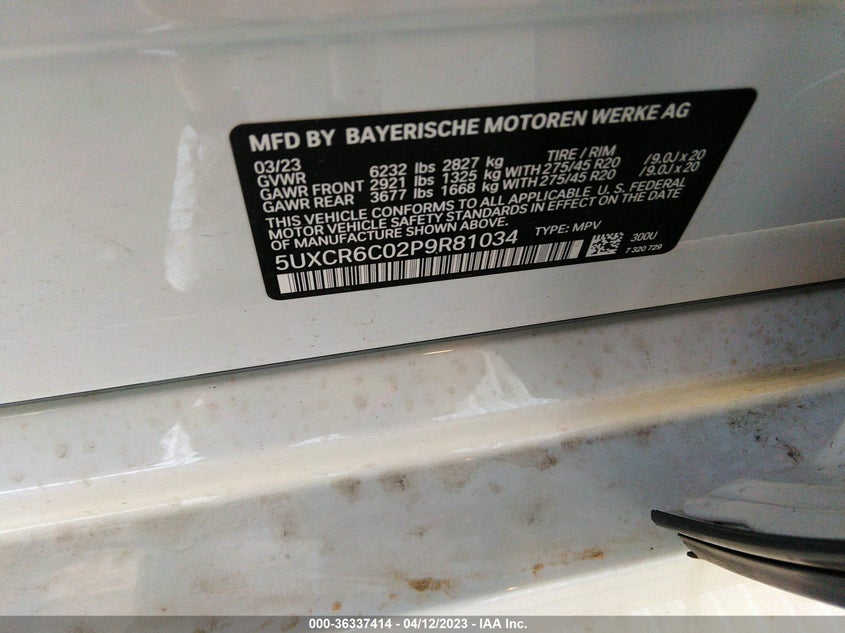 MFD BY BAYERISCHE MOTOREN WERKE AG
03/23 TIRE / RIM
GVWR 6232 lbs 2827 kg
GAWR FRONT 2921 lbs 1325 kg WITH 275/45 R20 /9.0J x 20
GAWR REAR 3677 lbs 1668 kg WITH 275/45 R20 /9.0J x 20
THIS VEHICLE CONFORMS TO ALL APPLICABLE U.S. FEDERAL
MOTOR VEHICLE SAFETY STANDARDS IN EFFECT ON THE DATE
OF MANUFACTURE SHOWN ABOVE.
5UXCR6C02P9R81034 TYPE: MPV
300U
7 320 729
000-36337414 - 04/12/2023 - IAA Inc.